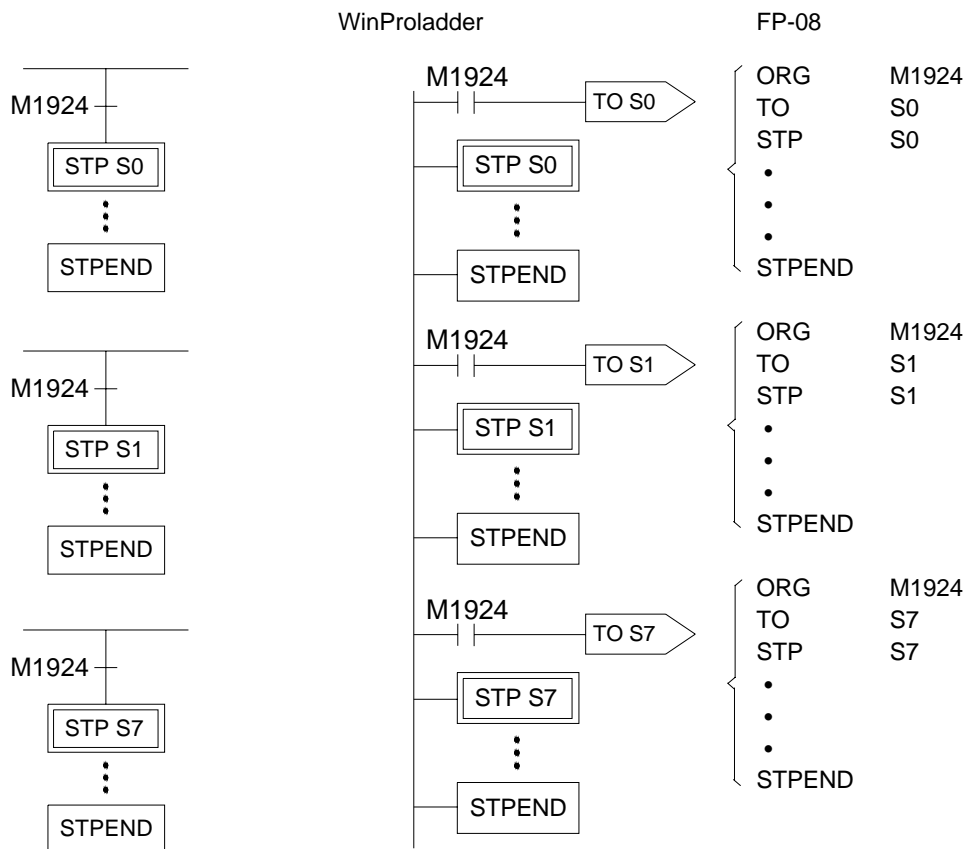 WinProladder
FP-08
M1924
STP S0
STPEND
M1924
STP S1
STPEND
M1924
STP S7
STPEND
M1924
TO S0
STP S0
STPEND
M1924
TO S1
STP S1
STPEND
M1924
TO S7
STP S7
STPEND
ORG M1924
TO S0
STP S0
STPEND
ORG M1924
TO S1
STP S1
STPEND
ORG M1924
TO S7
STP S7
STPEND